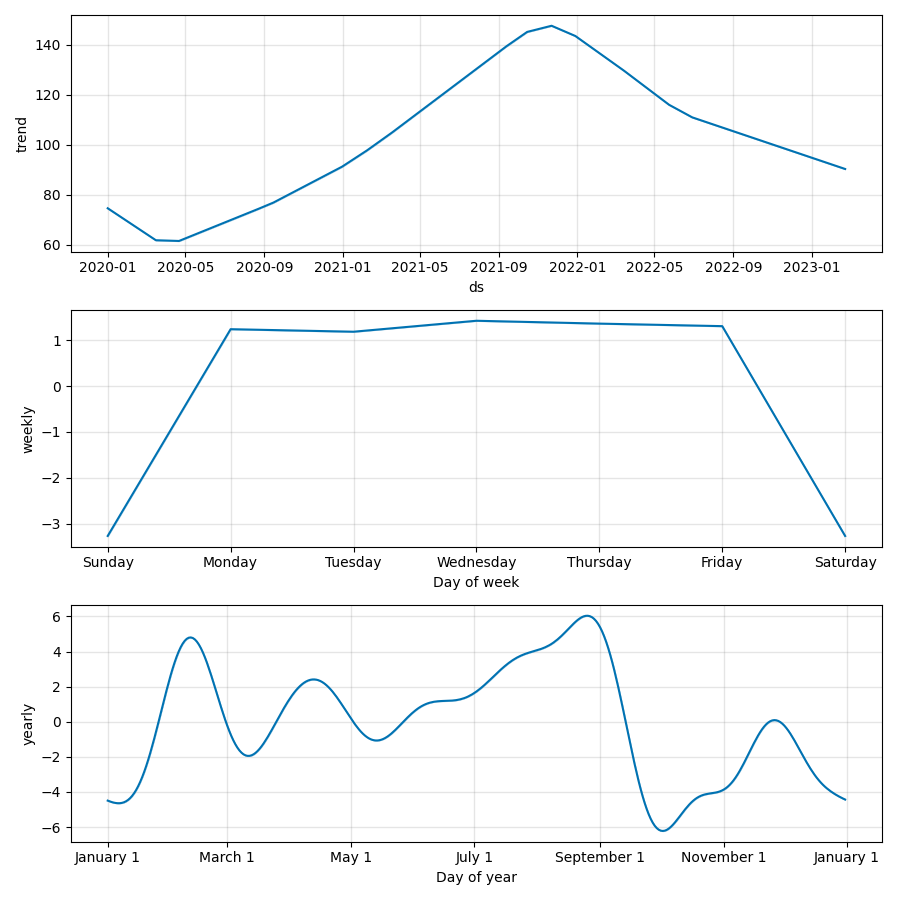 trend
140
120
100
80
60
2020-01 2020-05 2020-09 2021-01 2021-05 2021-09 2022-01 2022-05 2022-09 2023-01
ds
weekly
1
0
−1
−2
−3
Sunday Monday Tuesday Wednesday Thursday Friday Saturday
Day of week
yearly
6
4
2
0
−2
−4
−6
January 1 March 1 May 1 July 1 September 1 November 1 January 1
Day of year